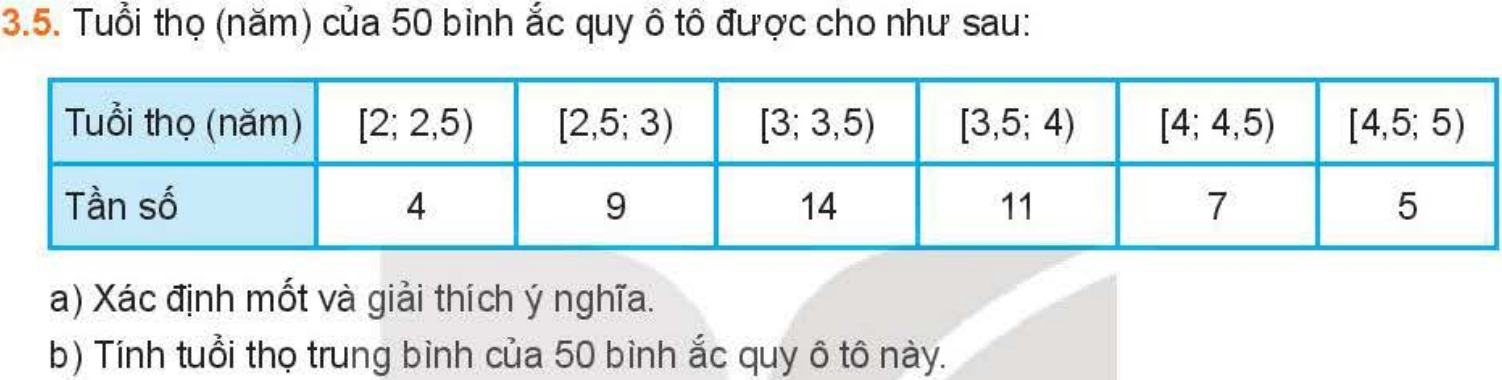 3.5. Tuổi thọ (năm) của 50 bình ắc quy ô tô được cho như sau:
Tuổi thọ (năm) [2; 2,5) [2,5; 3) [3; 3,5) [3,5; 4) [4; 4,5) [4,5; 5)
Tần số 4 9 14 11 7 5
a) Xác định mốt và giải thích ý nghĩa.
b) Tính tuổi thọ trung bình của 50 bình ắc quy ô tô này.